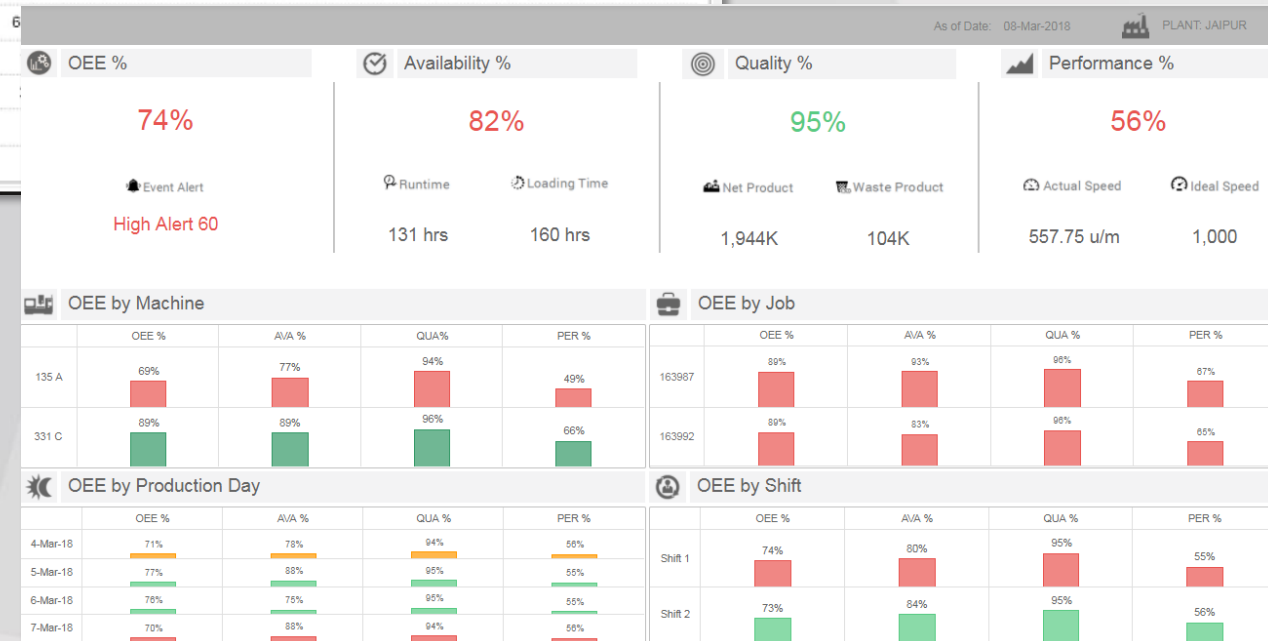 6
As of Date: 08-Mar-2018 PLANT: JAIPUR
OEE % Availability % Quality % Performance %
74% 82% 95% 56%
Event Alert Runtime Loading Time Net Product Waste Product Actual Speed Ideal Speed
High Alert 60 131 hrs 160 hrs 1,944K 104K 557.75 u/m 1,000
OEE by Machine
OEE % AVA % QUA% PER %
135 A 69% 77% 94% 49%
331 C 89% 89% 96% 66%
OEE by Job
OEE % AVA % QUA % PER %
163987 89% 93% 96% 67%
163992 89% 83% 96% 65%
OEE by Production Day
OEE % AVA % QUA % PER %
4-Mar-18 71% 78% 94% 56%
5-Mar-18 77% 88% 95% 55%
6-Mar-18 76% 75% 95% 55%
7-Mar-18 70% 88% 94% 56%
OEE by Shift
OEE % AVA % QUA % PER %
Shift 1 74% 80% 95% 55%
Shift 2 73% 84% 95% 56%